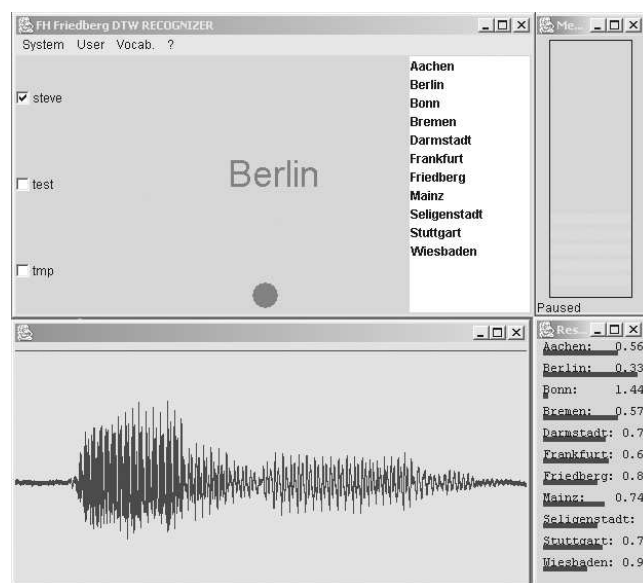 FH Friedberg DTW RECOGNIZER
System User Vocab. ?
steve
test
tmp
Berlin
Aachen
Berlin
Bonn
Bremen
Darmstadt
Frankfurt
Friedberg
Mainz
Seligenstadt
Stuttgart
Wiesbaden
Me...
Paused
Res...
Aachen: 0.56
Berlin: 0.33
Bonn: 1.44
Bremen: 0.57
Darmstadt: 0.7
Frankfurt: 0.6
Friedberg: 0.8
Mainz: 0.74
Seligenstadt:
Stuttgart: 0.7
Wiesbaden: 0.9